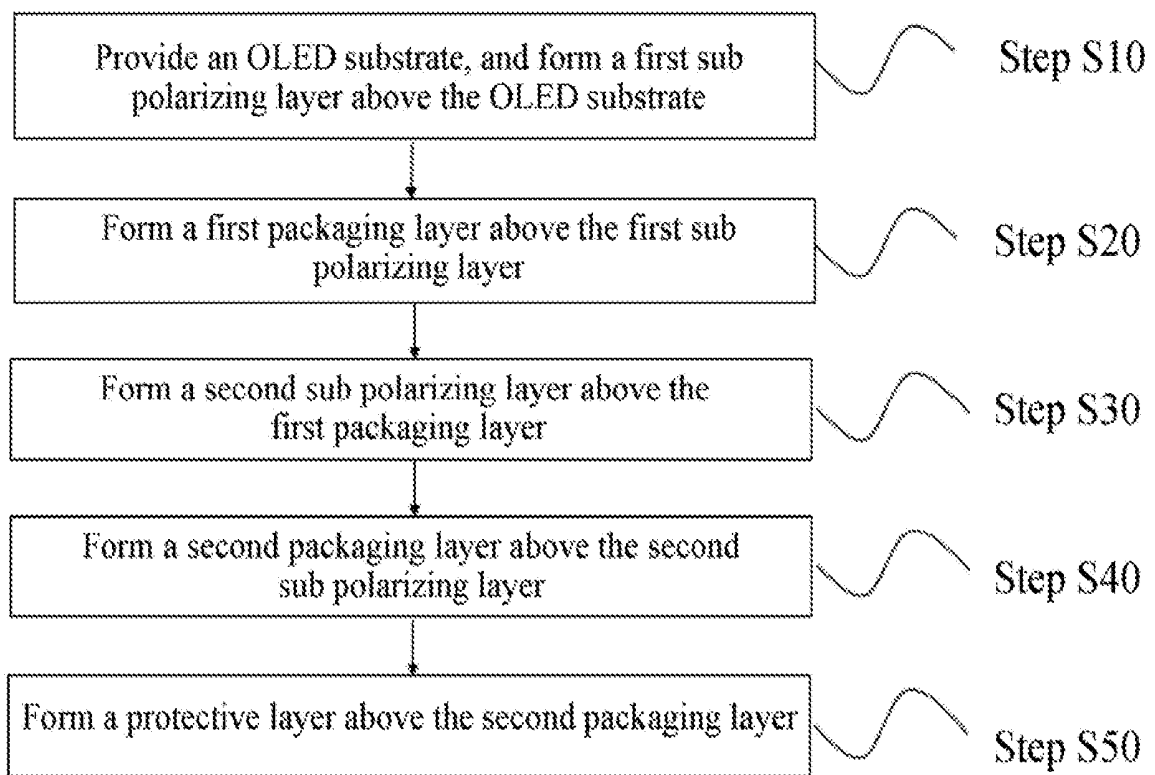 Provide an OLED substrate, and form a first sub
polarizing layer above the OLED substrate
Step S10
Form a first packaging layer above the first sub
polarizing layer
Step S20
Form a second sub polarizing layer above the
first packaging layer
Step S30
Form a second packaging layer above the second
sub polarizing layer
Step S40
Form a protective layer above the second packaging layer
Step S50